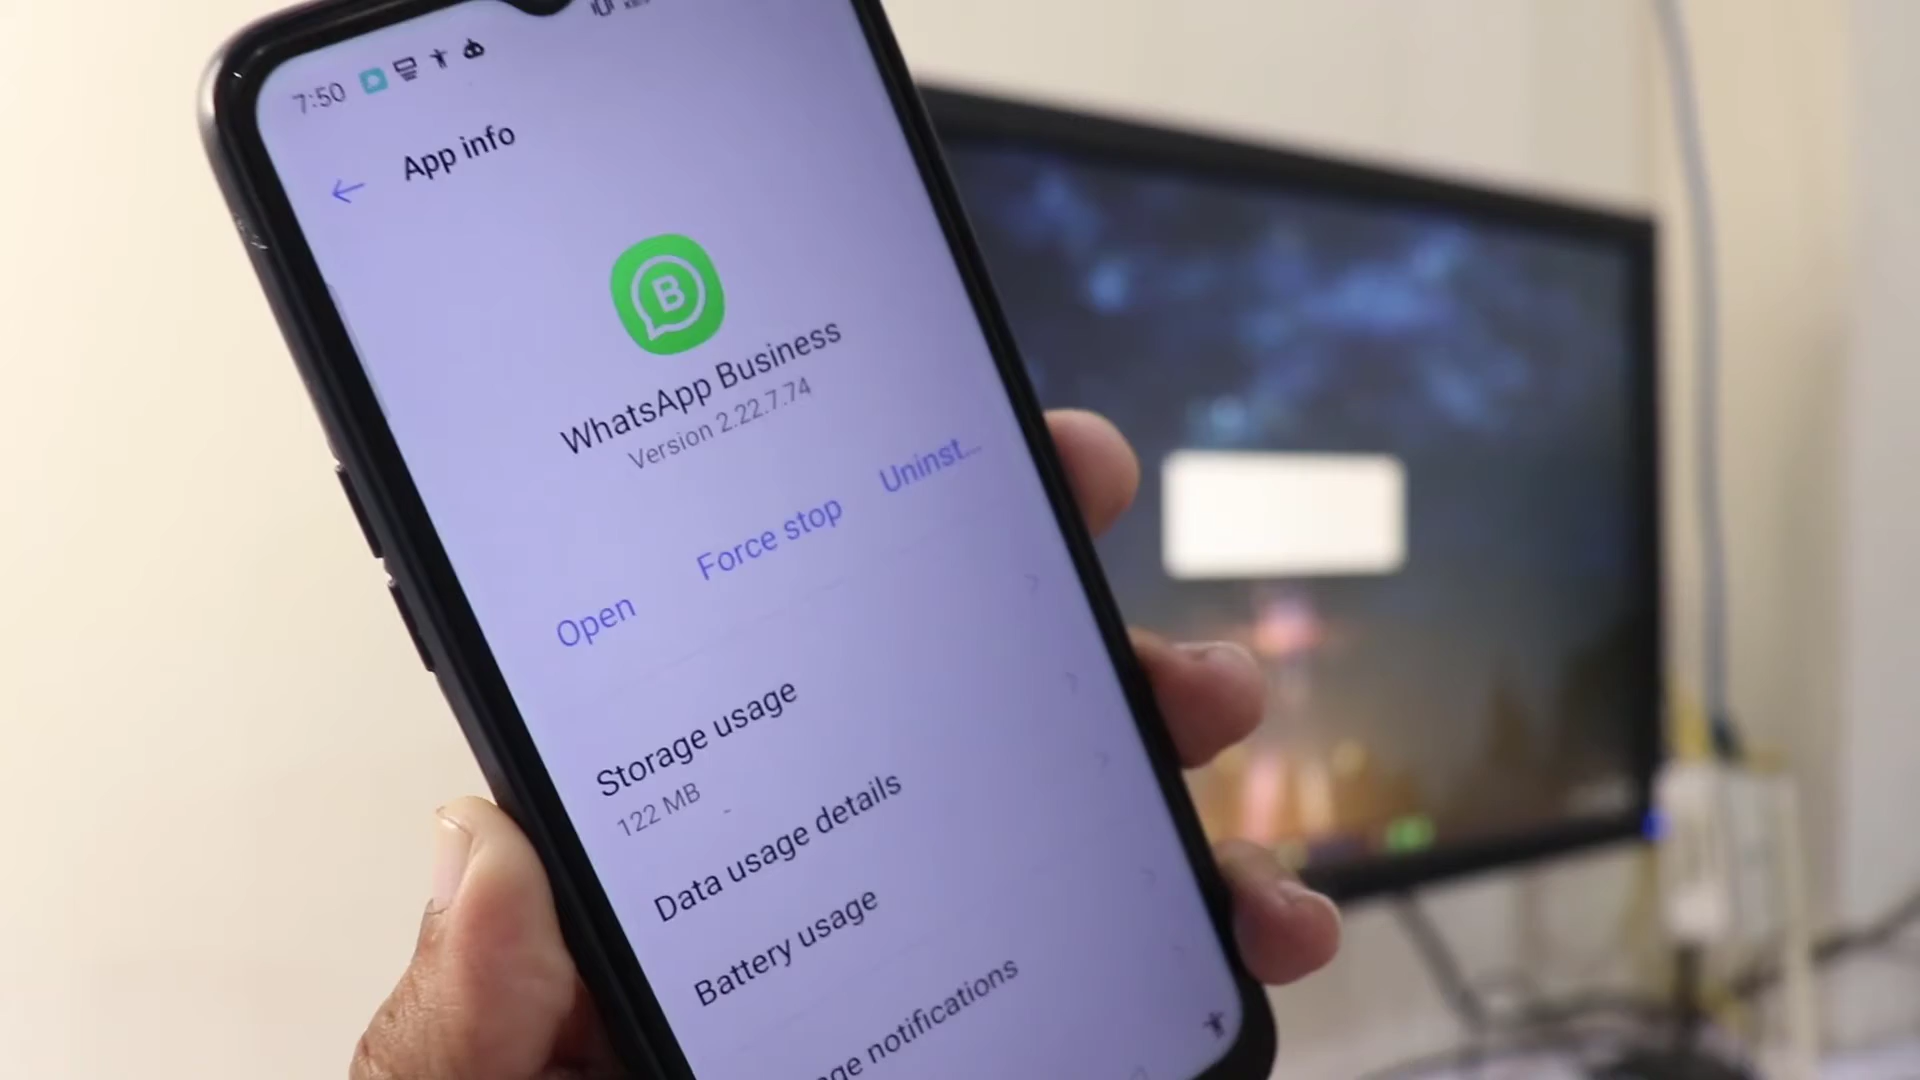 7:50
App info
B
WhatsApp Business
Version 2.22.7.74
Open
Force stop
Uninst...
Storage usage
122 MB
Data usage details
Battery usage
notifications